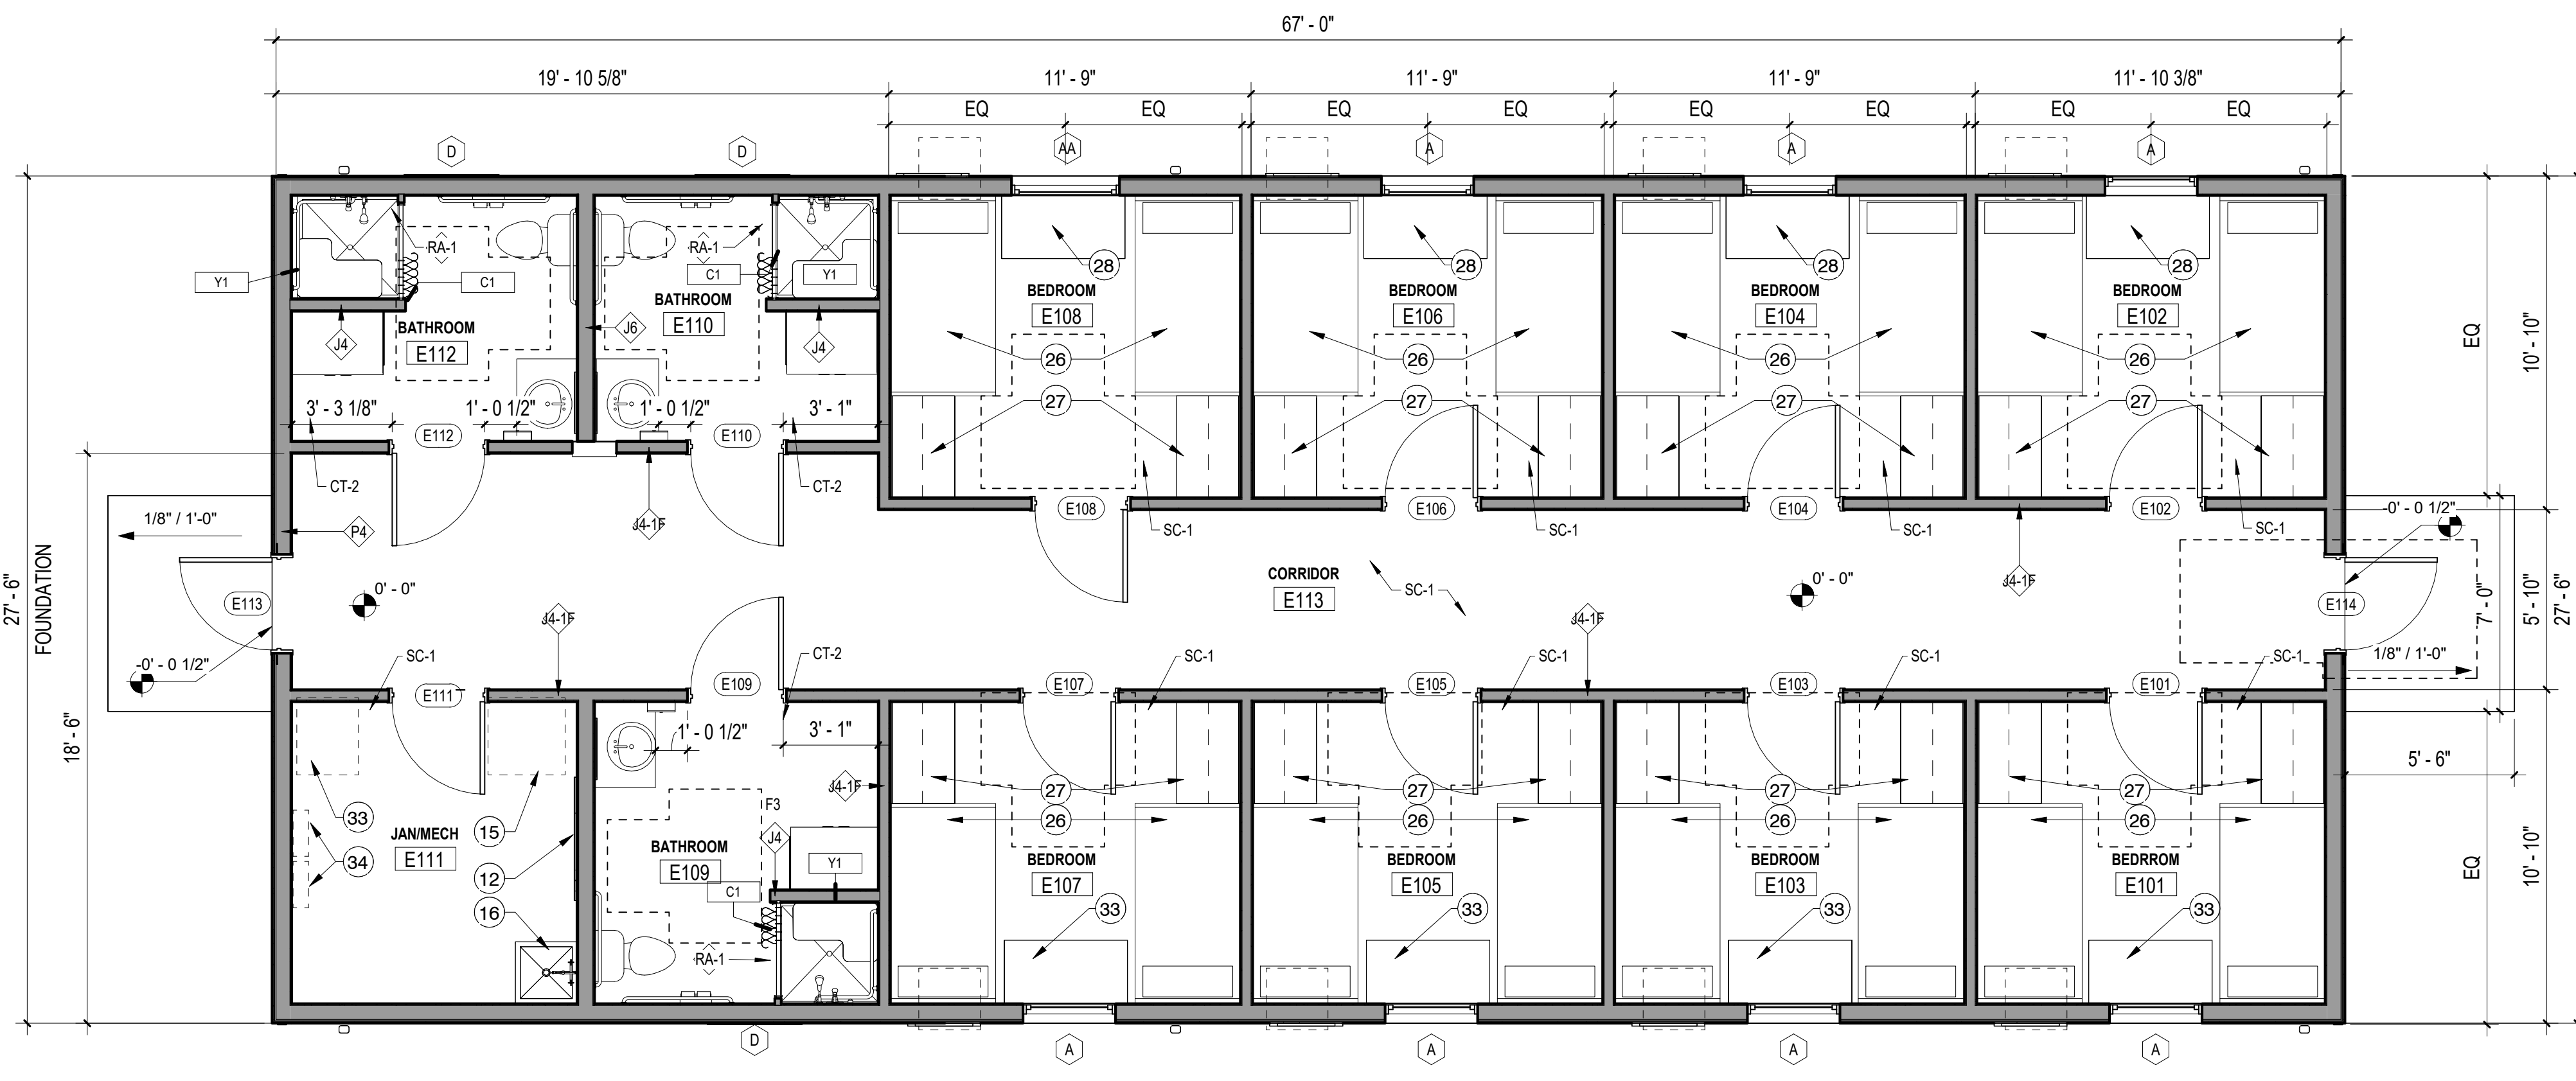 67' - 0"
19' - 10 5/8" 11' - 9" 11' - 9" 11' - 9" 11' - 10 3/8"
EQ EQ EQ EQ EQ EQ EQ EQ
D D AA A A A
RA-1 RA-1
Y1 C1 C1 Y1
28 28 28 28
BATHROOM
E110
BATHROOM
E112
J4 J6 J4
BEDROOM
E108
BEDROOM
E106
BEDROOM
E104
BEDROOM
E102
26 26 26 26
27 27 27 27
3' - 3 1/8" 1' - 0 1/2" 1' - 0 1/2" 3' - 1"
E112 E110
CT-2 CT-2
E108 E106 E104 E102
SC-1 SC-1 SC-1 SC-1
1/8" / 1'-0" P4 J4-1F -0' - 0 1/2"
EQ
10' - 10"
CORRIDOR
E113
SC-1
J4-1F
0' - 0" 0' - 0"
E113 E114
27' - 6"
FOUNDATION
7' - 0"
5' - 10"
27' - 6"
J4-1F J4-1F
-0' - 0 1/2" SC-1 CT-2 SC-1 SC-1 SC-1 SC-1 1/8" / 1'-0"
E111 E109 E107 E105 E103 E101
18' - 6"
1' - 0 1/2" 3' - 1"
5' - 6"
J4-1F
F3
33 15
34
12
16
JAN/MECH
E111
J4
Y1
BATHROOM
E109
C1
RA-1
27 27 27 27
26 26 26 26
BEDROOM
E107
BEDROOM
E105
BEDROOM
E103
BEDRROM
E101
33 33 33 33
EQ
10' - 10"
D A A A A